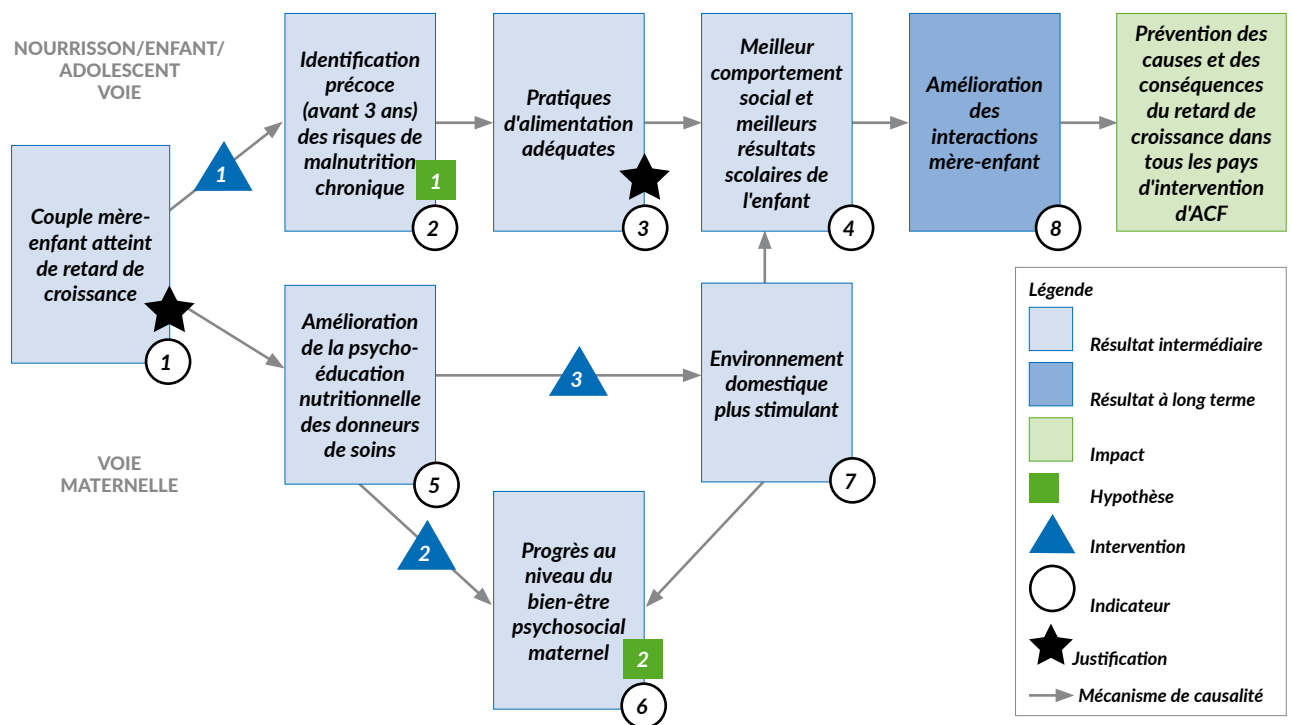 NOURRISSON/ENFANT/
ADOLESCENT
VOIE
Couple mère-
enfant atteint
de retard de
croissance
1
1
Identification
précoce
(avant 3 ans)
des risques de
malnutrition
chronique
1
2
Pratiques
d'alimentation
adéquates
3
Meilleur
comportement
social et
meilleurs
résultats
scolaires de
l'enfant
4
Amélioration
des
interactions
mère-enfant
8
Prévention des
causes et des
conséquences
du retard de
croissance dans
tous les pays
d'intervention
d'ACF
VOIE
MATERNELLE
Amélioration
de la psycho-
éducation
nutritionnelle
des donneurs
de soins
5
2
3
Progrès au
niveau du
bien-être
psychosocial
maternel
2
6
Environnement
domestique
plus stimulant
7
Légende
Résultat intermédiaire
Résultat à long terme
Impact
Hypothèse
Intervention
Indicateur
Justification
Mécanisme de causalité